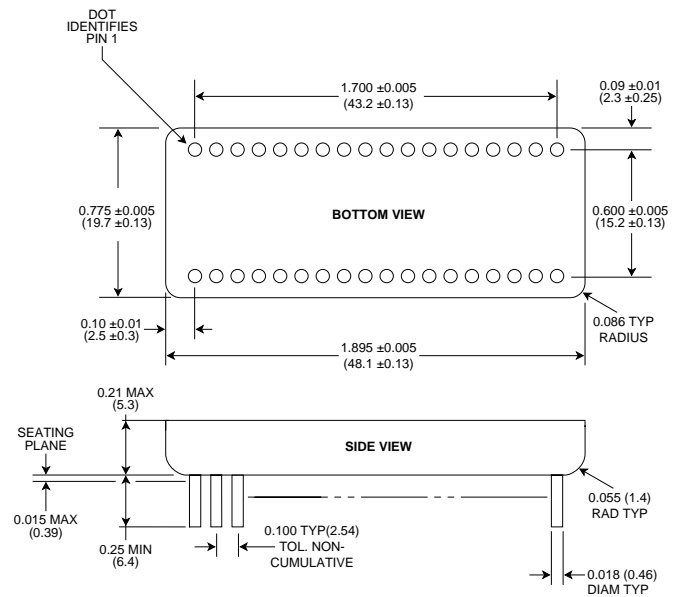 DOT
IDENTIFIES
PIN 1
1.700 ±0.005
(43.2 ±0.13)
0.09 ±0.01
(2.3 ±0.25)
0.775 ±0.005
(19.7 ±0.13)
BOTTOM VIEW
0.600 ±0.005
(15.2 ±0.13)
0.10 ±0.01
(2.5 ±0.3)
0.086 TYP
RADIUS
1.895 ±0.005
(48.1 ±0.13)
0.21 MAX
(5.3)
SEATING
PLANE
SIDE VIEW
0.015 MAX
(0.39)
0.25 MIN
(6.4)
0.100 TYP(2.54)
TOL. NON-
CUMULATIVE
0.055 (1.4)
RAD TYP
0.018 (0.46)
DIAM TYP